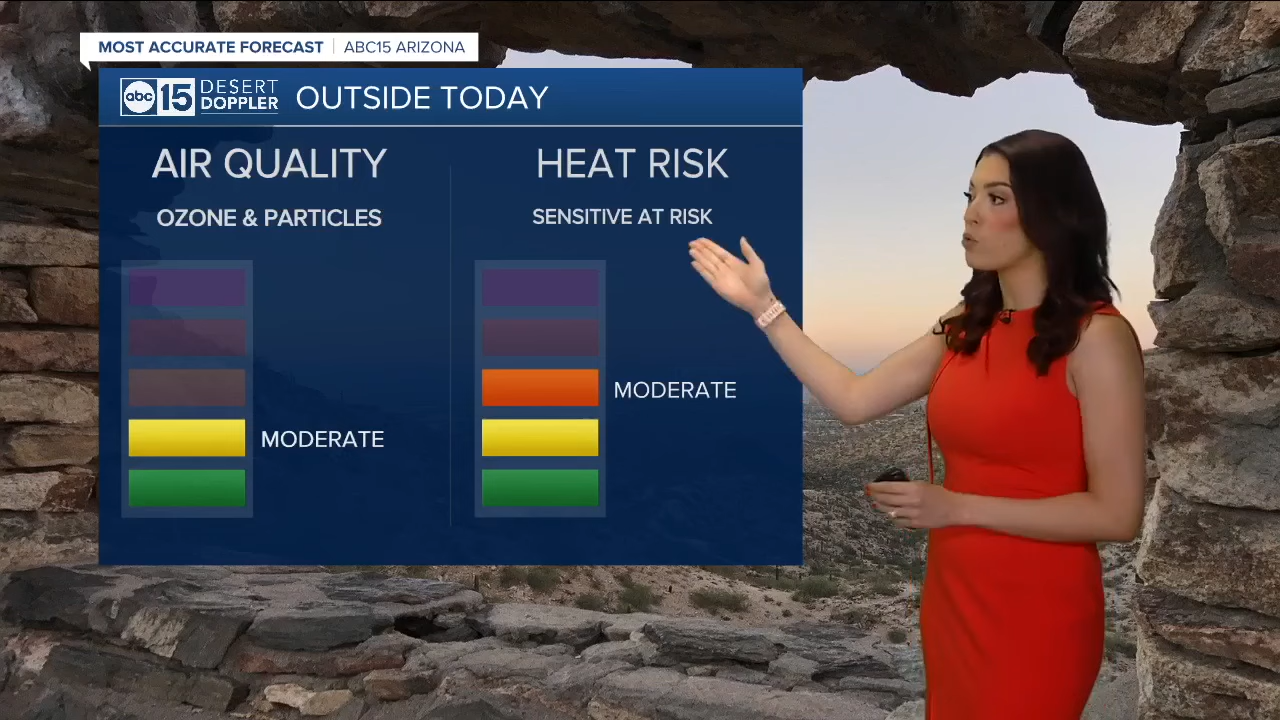 MOST ACCURATE FORECAST | ABC15 ARIZONA
abc 15 DESERT DOPPLER OUTSIDE TODAY
AIR QUALITY
OZONE & PARTICLES
MODERATE
HEAT RISK
SENSITIVE AT RISK
MODERATE